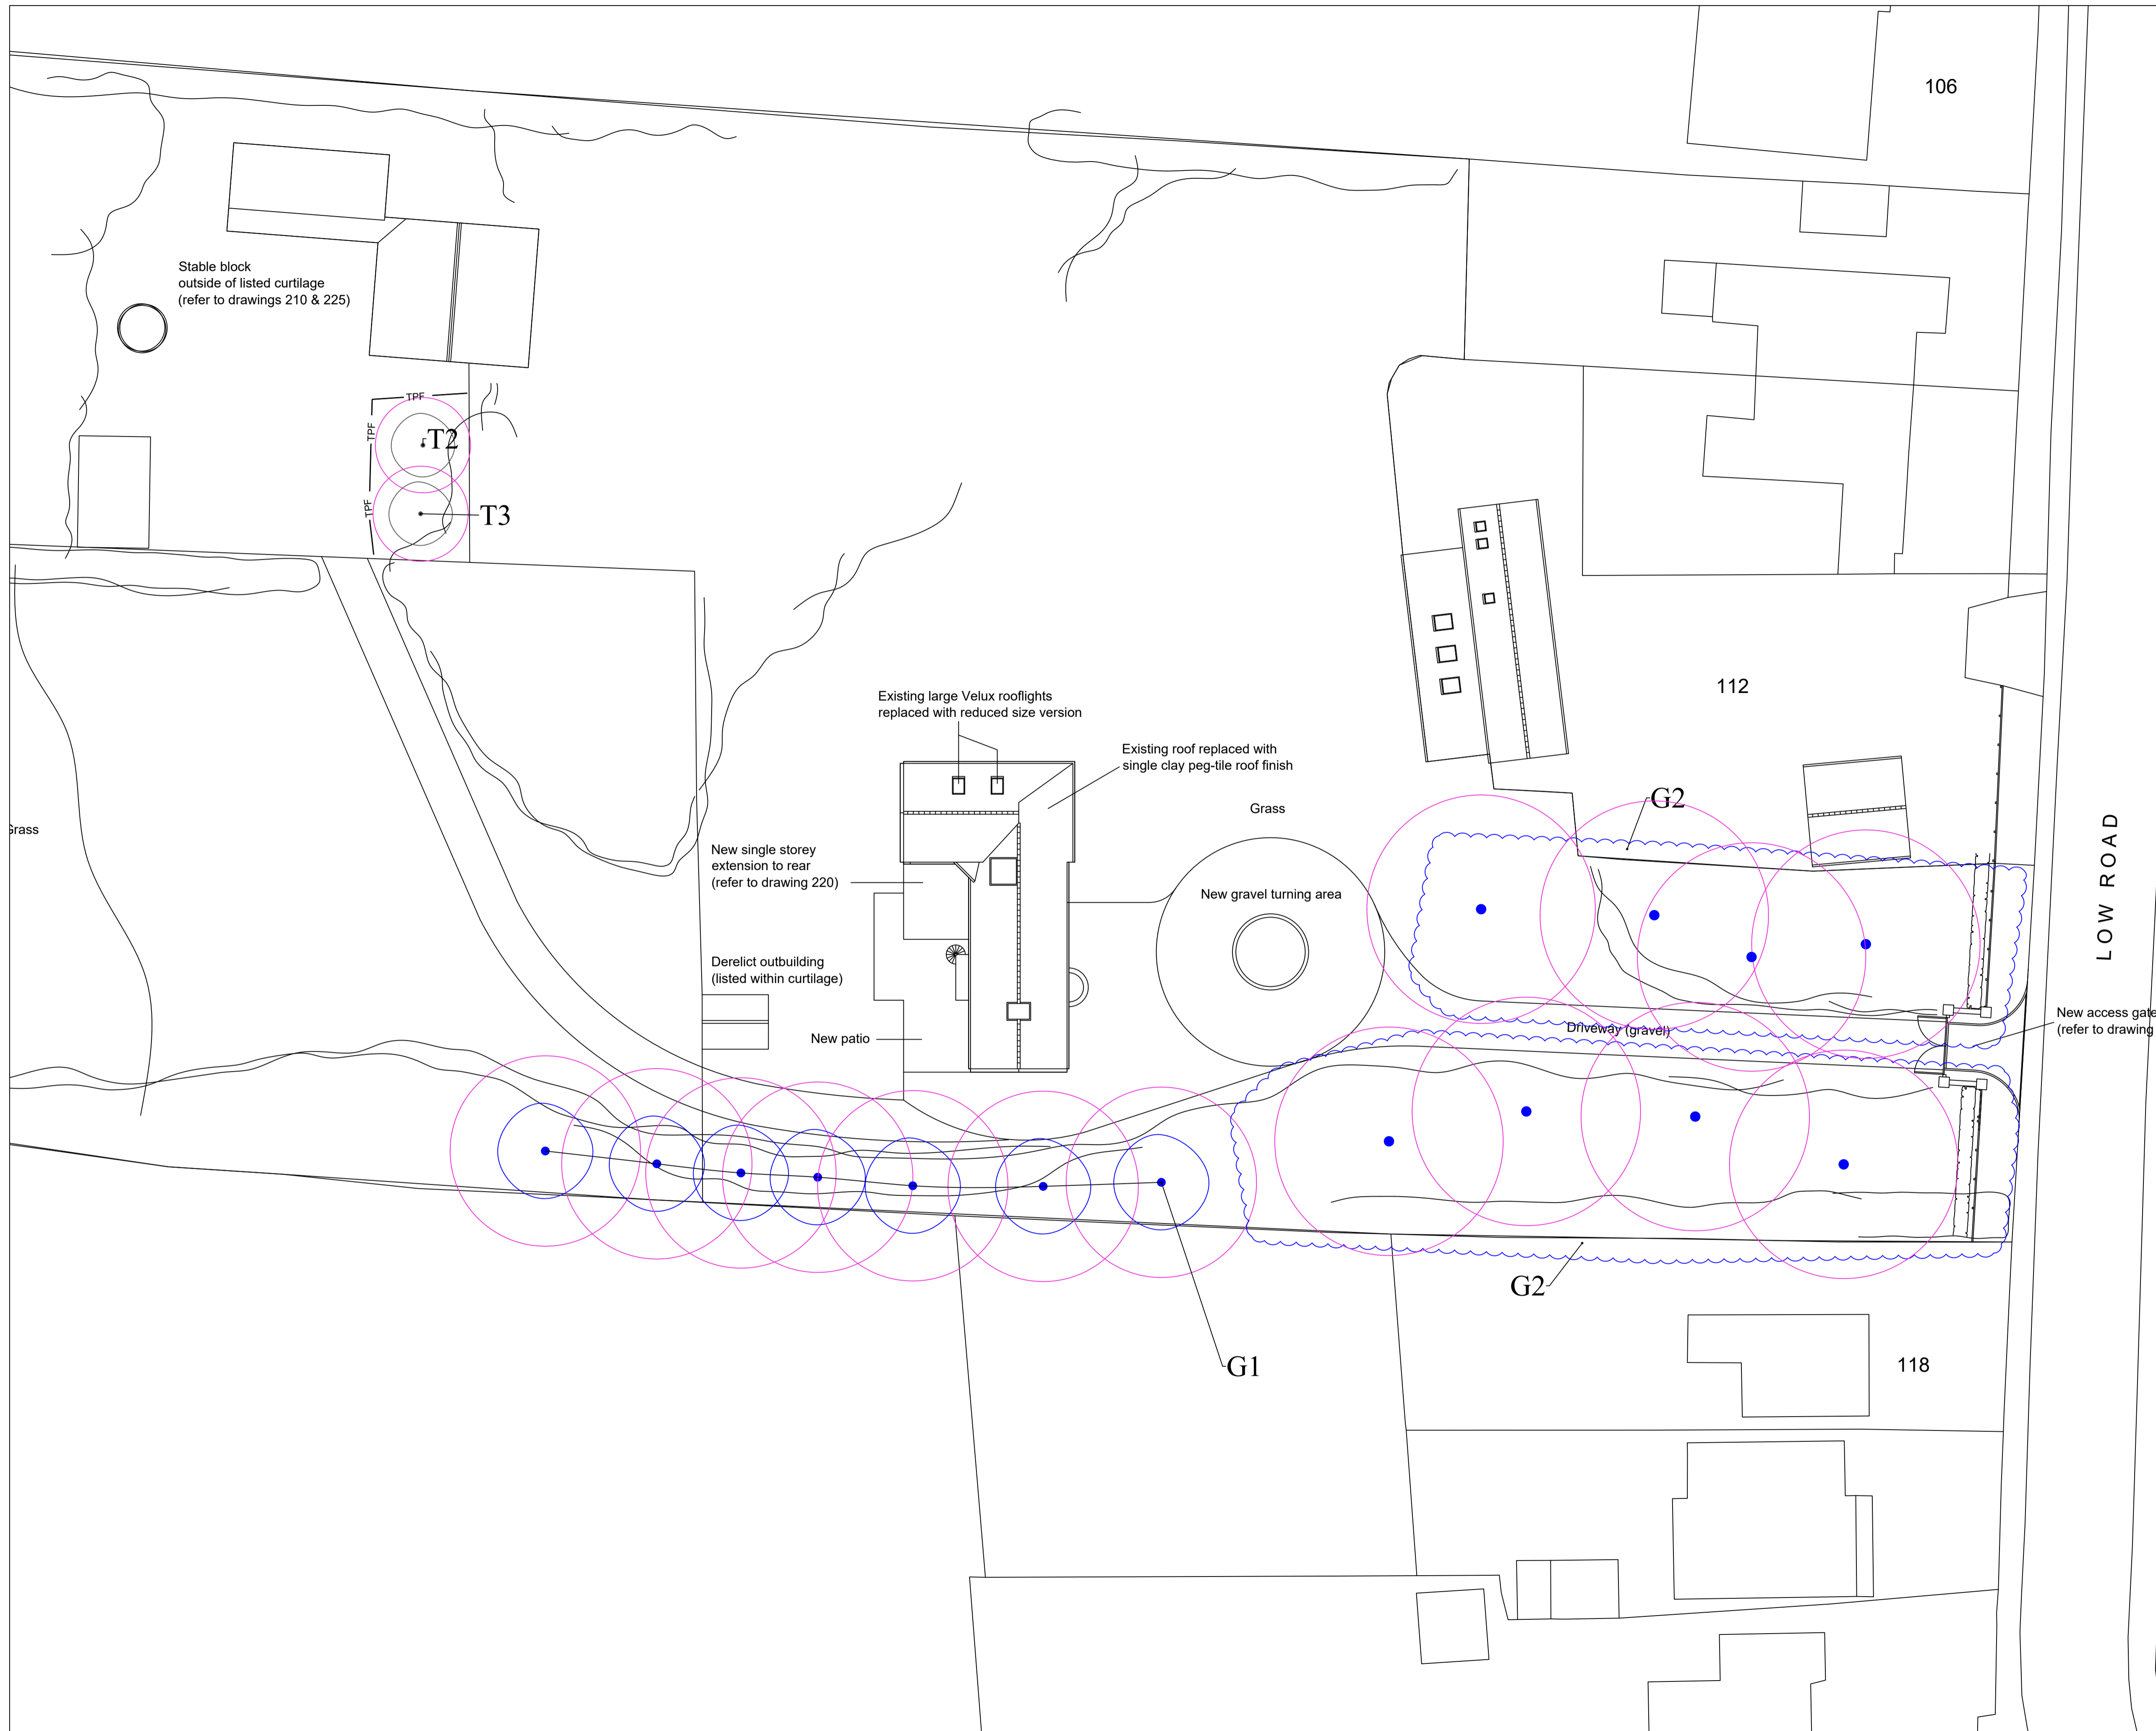 106
Stable block
outside of listed curtilage
(refer to drawings 210 & 225)
TPF
TPF
T2
TPF
T3
112
Existing large Velux rooflights
replaced with reduced size version
Existing roof replaced with
single clay peg-tile roof finish
Grass
G2
Grass
New single storey
extension to rear
(refer to drawing 220)
New gravel turning area
LOW ROAD
Derelict outbuilding
(listed within curtilage)
New patio
Driveway (gravel)
New access gate
(refer to drawing
G2
G1
118